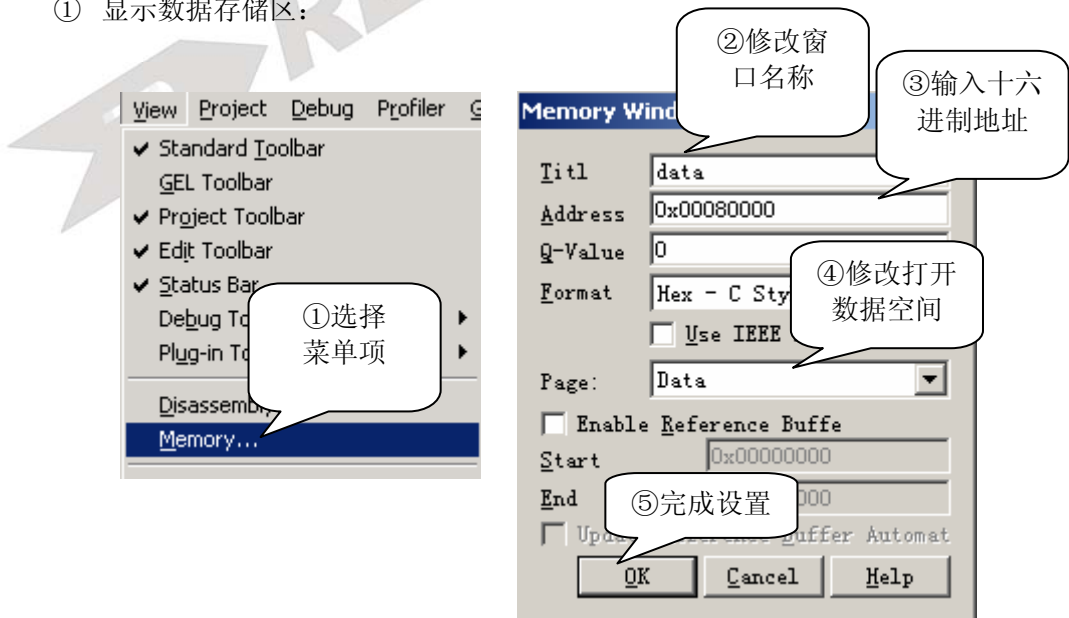 ① 显示数据存储区：
View Project Debug Profiler G
✓ Standard Toolbar
GEL Toolbar
✓ Project Toolbar
✓ Edit Toolbar
✓ Status Bar
Debug To
Plug-in To
Disassembly
Memory...
①选择
菜单项
②修改窗
口名称
③输入十六
进制地址
Memory Wind
Titl data
Address 0x00080000
Q-Value 0
Format Hex - C Sty
Use IEEE
④修改打开
数据空间
Page: Data
Enable Reference Buffe
Start 0x00000000
End 000
⑤完成设置
Buffer Automat
OK Cancel Help